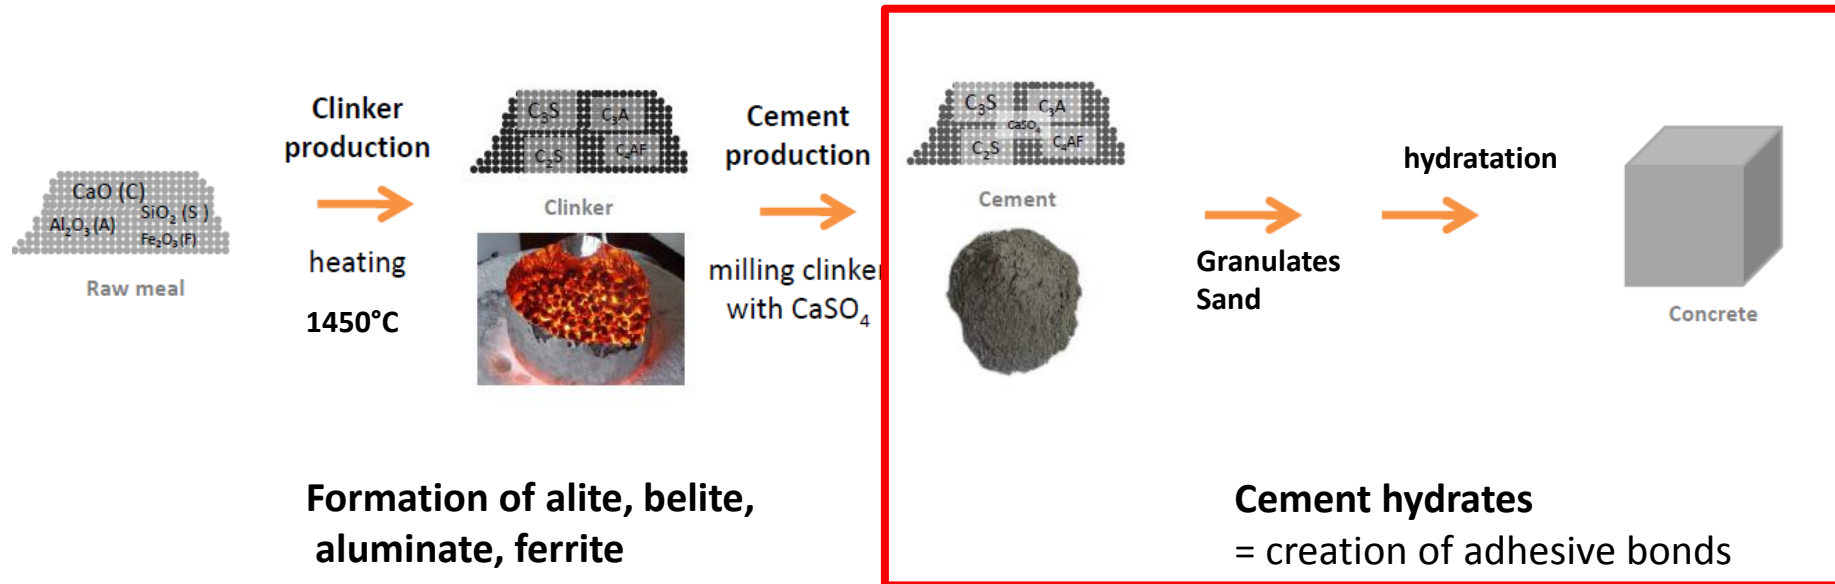 CaO (C)
SiO₂ (S )
Al₂O₃ (A)
Fe₂O₃ (F)
Raw meal
Clinker
production
heating
1450°C
C₃S
C₃A
C₂S
C₄AF
Clinker
Cement
production
milling clinker
with CaSO₄
C₃S
C₃A
CaSO₄
C₂S
C₄AF
Cement
Granulates
Sand
hydratation
Concrete
Formation of alite, belite,
aluminate, ferrite
Cement hydrates
= creation of adhesive bonds